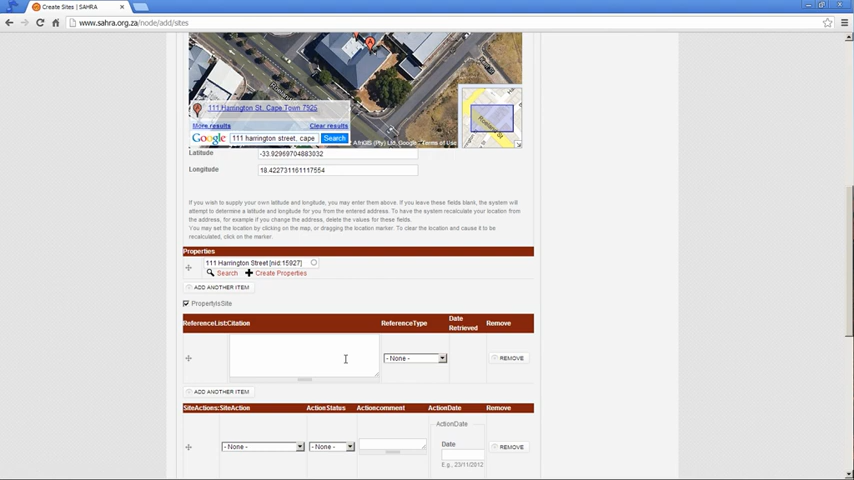 Create Sites | SAHRA
www.sahra.org.za/node/add/sites
111 Harrington St, Cape Town 7925
More results
Clear results
Google
111 harrington street, cape
Search
AfriGIS (Pty) Ltd, Google - Terms of Use
Latitude
-33.92969704883032
Longitude
18.422731161117554
If you wish to supply your own latitude and longitude, you may enter them above. If you leave these fields blank, the system will
attempt to determine a latitude and longitude for you from the entered address. To have the system recalculate your location from
the address, for example if you change the address, delete the values for these fields.
You may set the location by clicking on the map, or dragging the location marker. To clear the location and cause it to be
recalculated, click on the marker.
Properties
111 Harrington Street [nid:15927]
Search
Create Properties
ADD ANOTHER ITEM
PropertyIsSite
ReferenceList:Citation
ReferenceType
Date
Retrieved
Remove
- None -
REMOVE
ADD ANOTHER ITEM
SiteActions:SiteAction
ActionStatus
Actioncomment
ActionDate
Remove
ActionDate
- None -
- None -
Date
REMOVE
E.g., 23/11/2012